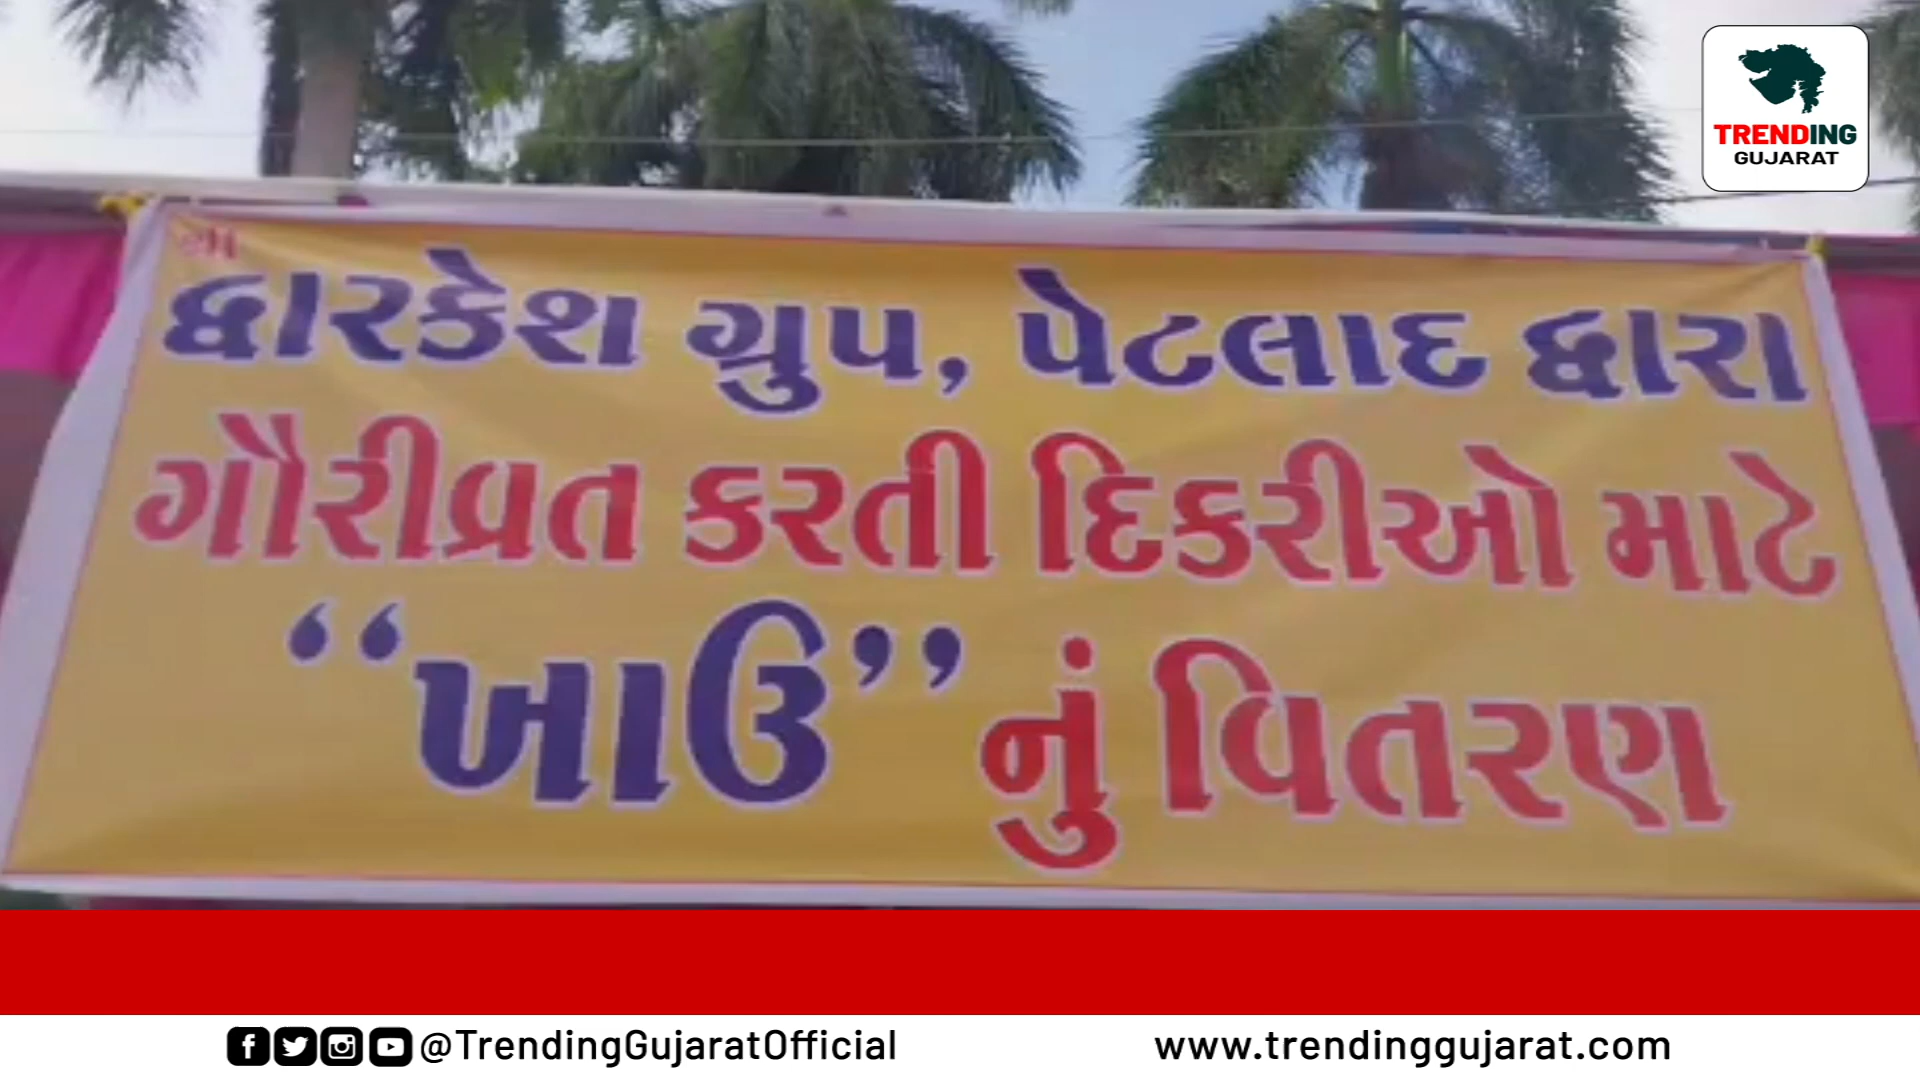 TRENDING
GUJARAT
દ્વારકેશ ગ્રુપ, પેટલાદ દ્વારા
ગૌરીવ્રત કરતી દિકરીઓ માટે
“ખાઉ” નું વિતરણ
@TrendingGujaratOfficial
www.trendinggujarat.com